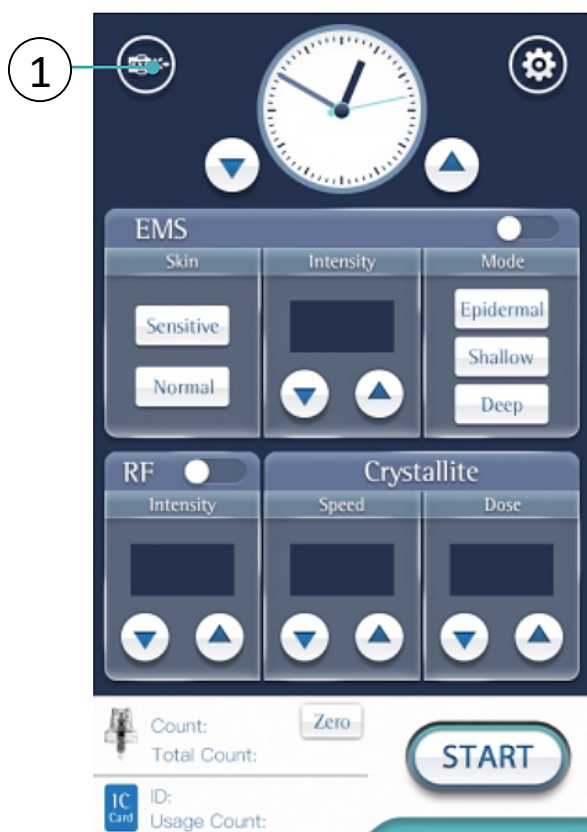 1
EMS
Skin
Intensity
Mode
Sensitive
Normal
Epidermal
Shallow
Deep
RF
Crystallite
Intensity
Speed
Dose
Count:
Zero
Total Count:
START
IC
Card
ID:
Usage Count: